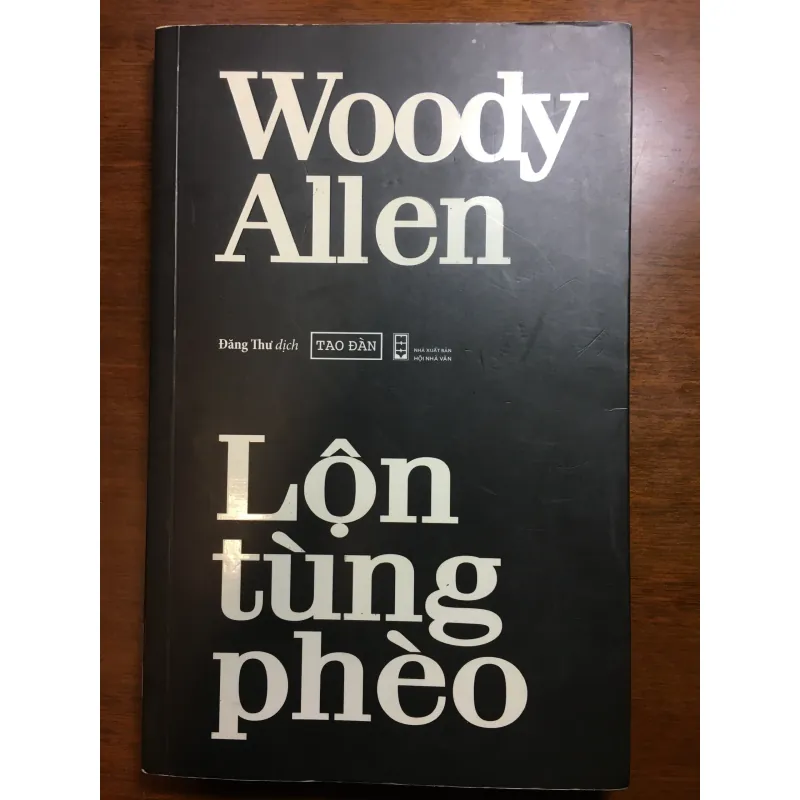 Woody
Allen
Đăng Thư dịch TAO ĐÀN NHÀ XUẤT BẢN
HỘI NHÀ VĂN
Lộn
tùng
phèo